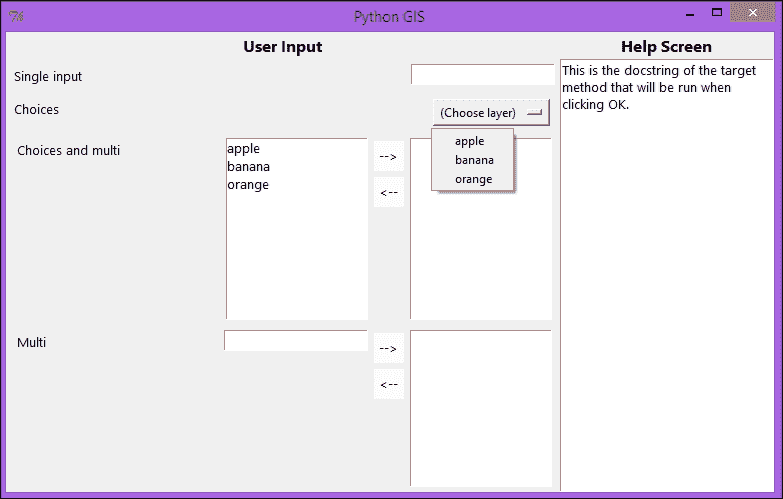 Python GIS
User Input
Help Screen
Single input
This is the docstring of the target
method that will be run when
clicking OK.
Choices
(Choose layer)
apple
banana
orange
Choices and multi
apple
banana
orange
-->
<--
Multi
-->
<--